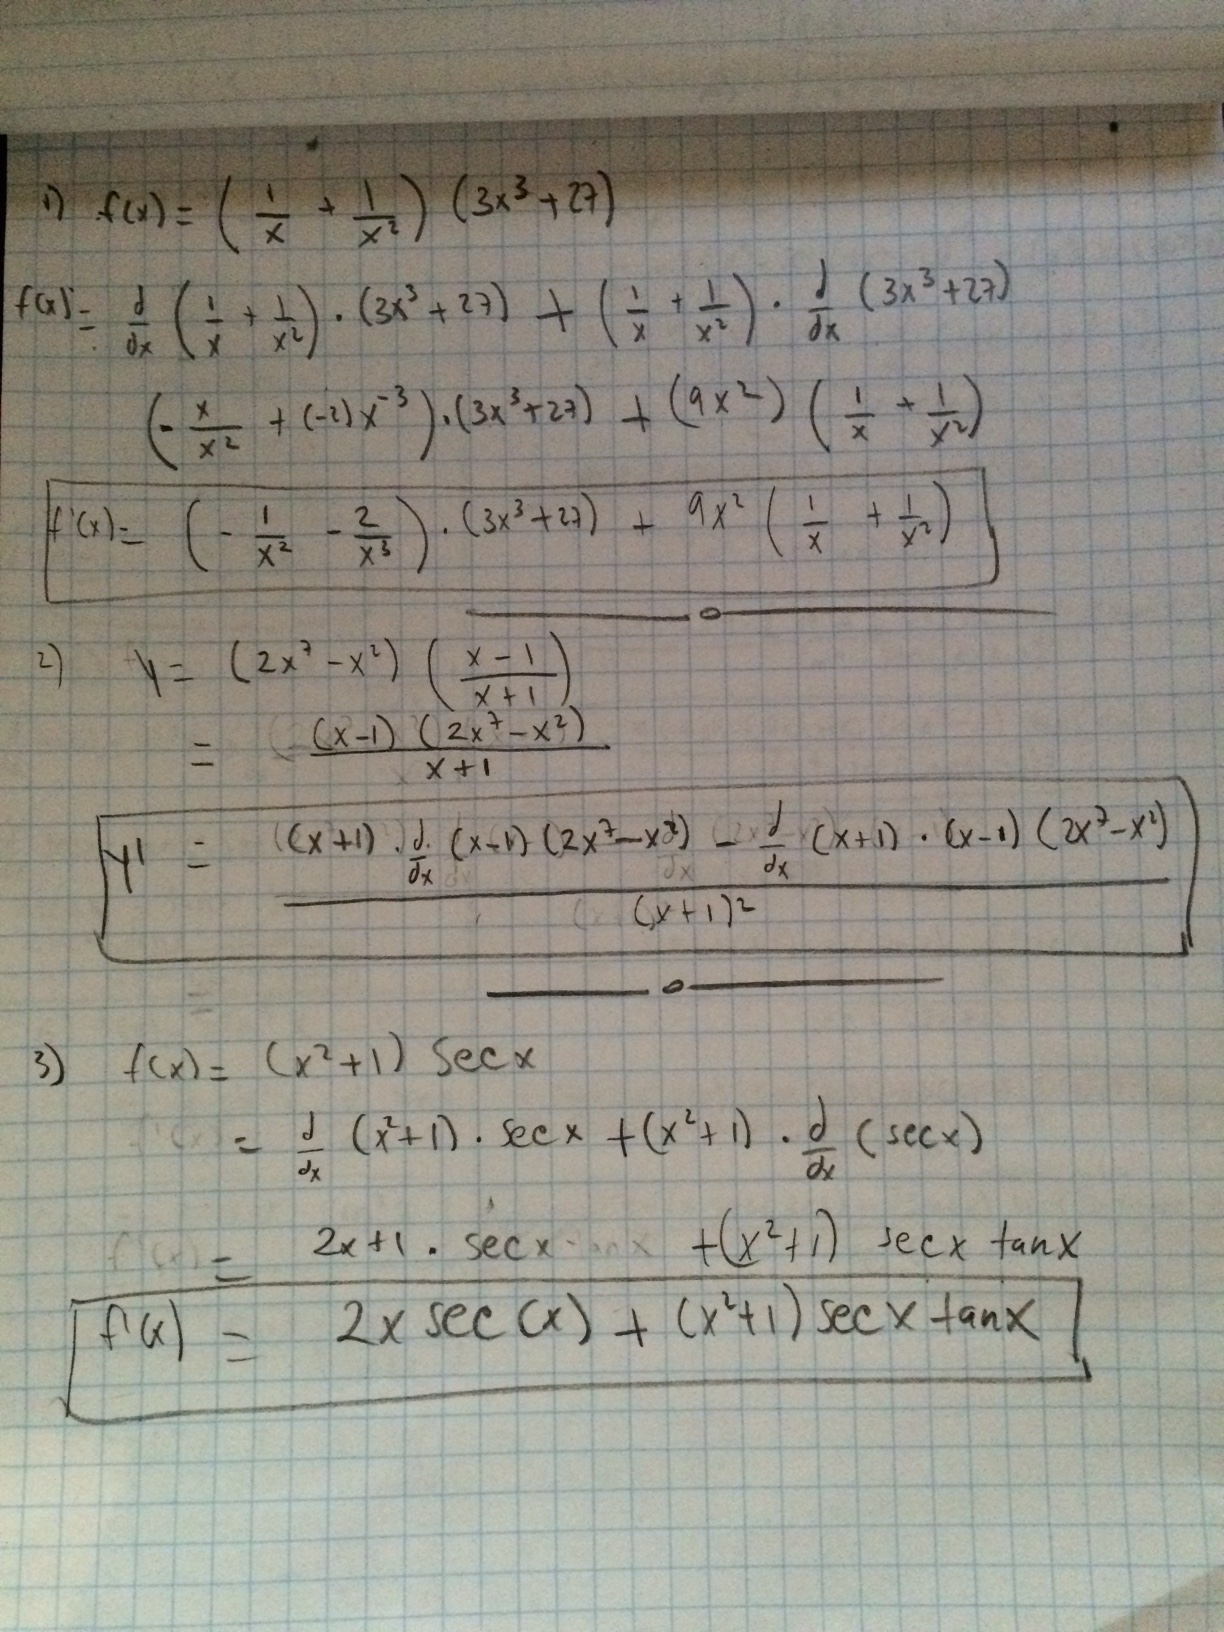 1) f(x) = (1/x + 1/x²) (3x³+27)
f(x)' = d/dx (1/x + 1/x²) · (3x³+27) + (1/x + 1/x²) · d/dx (3x³+27)
(- x/x² + (-2)x⁻³) · (3x³+27) + (9x²) (1/x + 1/x²)
f'(x) = (- 1/x² - 2/x³) · (3x³+27) + 9x² (1/x + 1/x²)
2) y = (2x⁷ - x²) ((x-1)/(x+1))
= (x-1) (2x⁷-x²) / x+1
y' = (x+1) · d/dx (x-1) (2x⁷-x²) - d/dx (x+1) · (x-1) (2x⁷-x²) / (x+1)²
3) f(x) = (x²+1) sec x
= d/dx (x²+1) · sec x + (x²+1) · d/dx (sec x)
= 2x+1 · sec x + (x²+1) sec x tan x
f'(x) = 2x sec (x) + (x²+1) sec x tan x